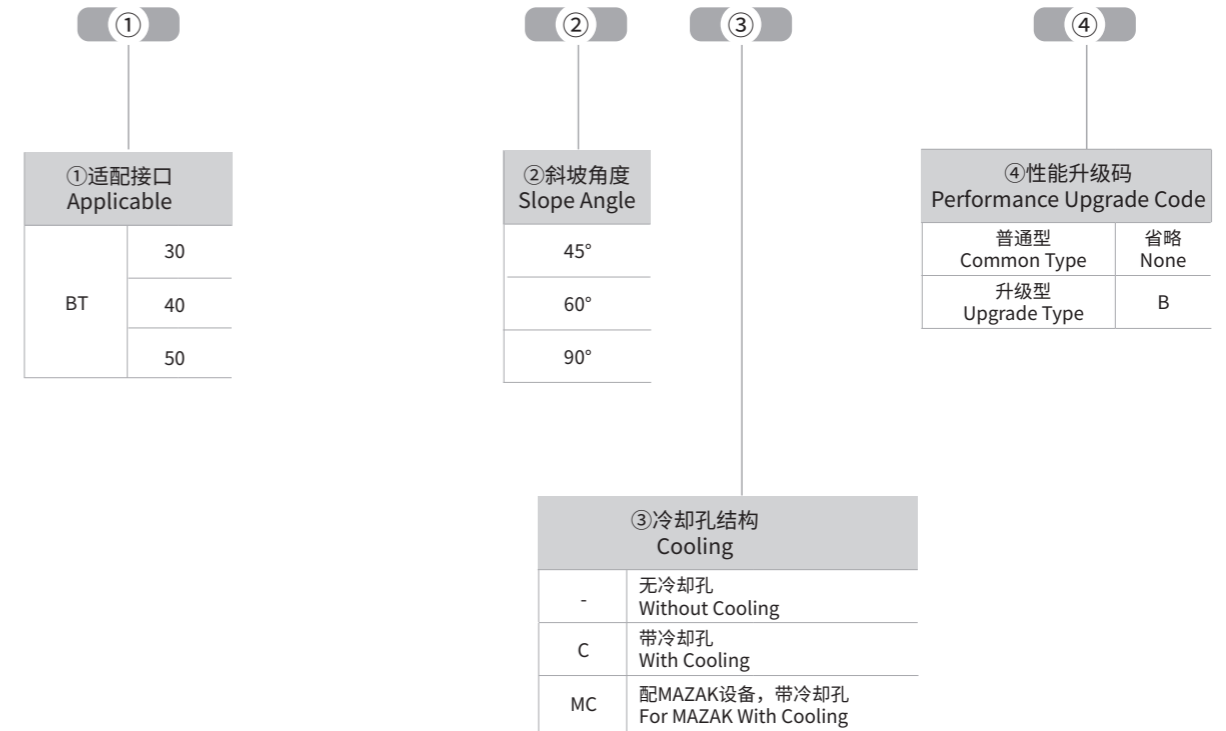 ① ② ③ ④
①适配接口
Applicable
BT
30
40
50
②斜坡角度
Slope Angle
45°
60°
90°
④性能升级码
Performance Upgrade Code
普通型
Common Type
省略
None
升级型
Upgrade Type
B
③冷却孔结构
Cooling
-
无冷却孔
Without Cooling
C
带冷却孔
With Cooling
MC
配MAZAK设备，带冷却孔
For MAZAK With Cooling